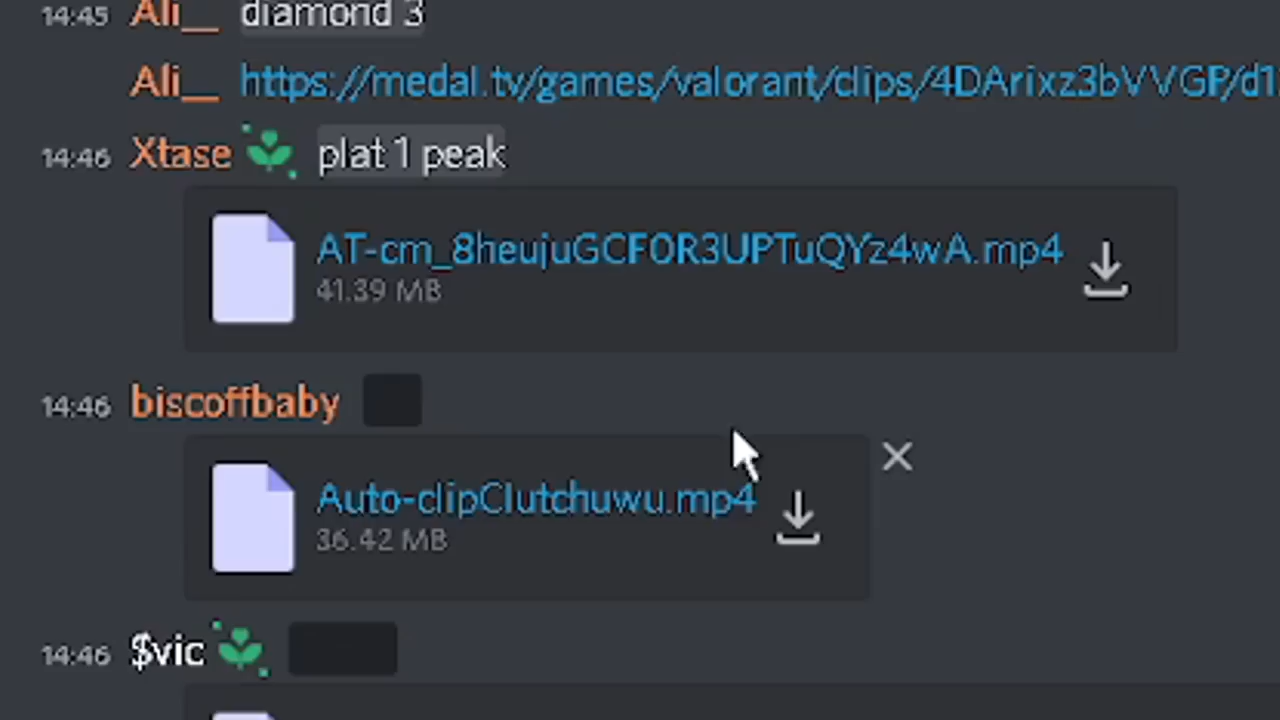 14:45 Ali__ diamond 3
Ali__ https://medal.tv/games/valorant/clips/4DArixz3bVVGP/d1
14:46 Xtase plat 1 peak
AT-cm_8heujuGCFOR3UPTuQYz4wA.mp4
41.39 MB
14:46 biscoffbaby
Auto-clipClutchuwu.mp4
36.42 MB
14:46 $vic